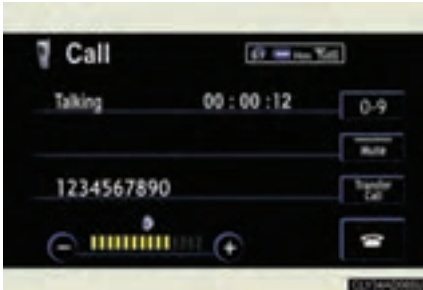 Call
Talking 00 : 00 : 12
0-9
Mute
1234567890
Transfer
Call